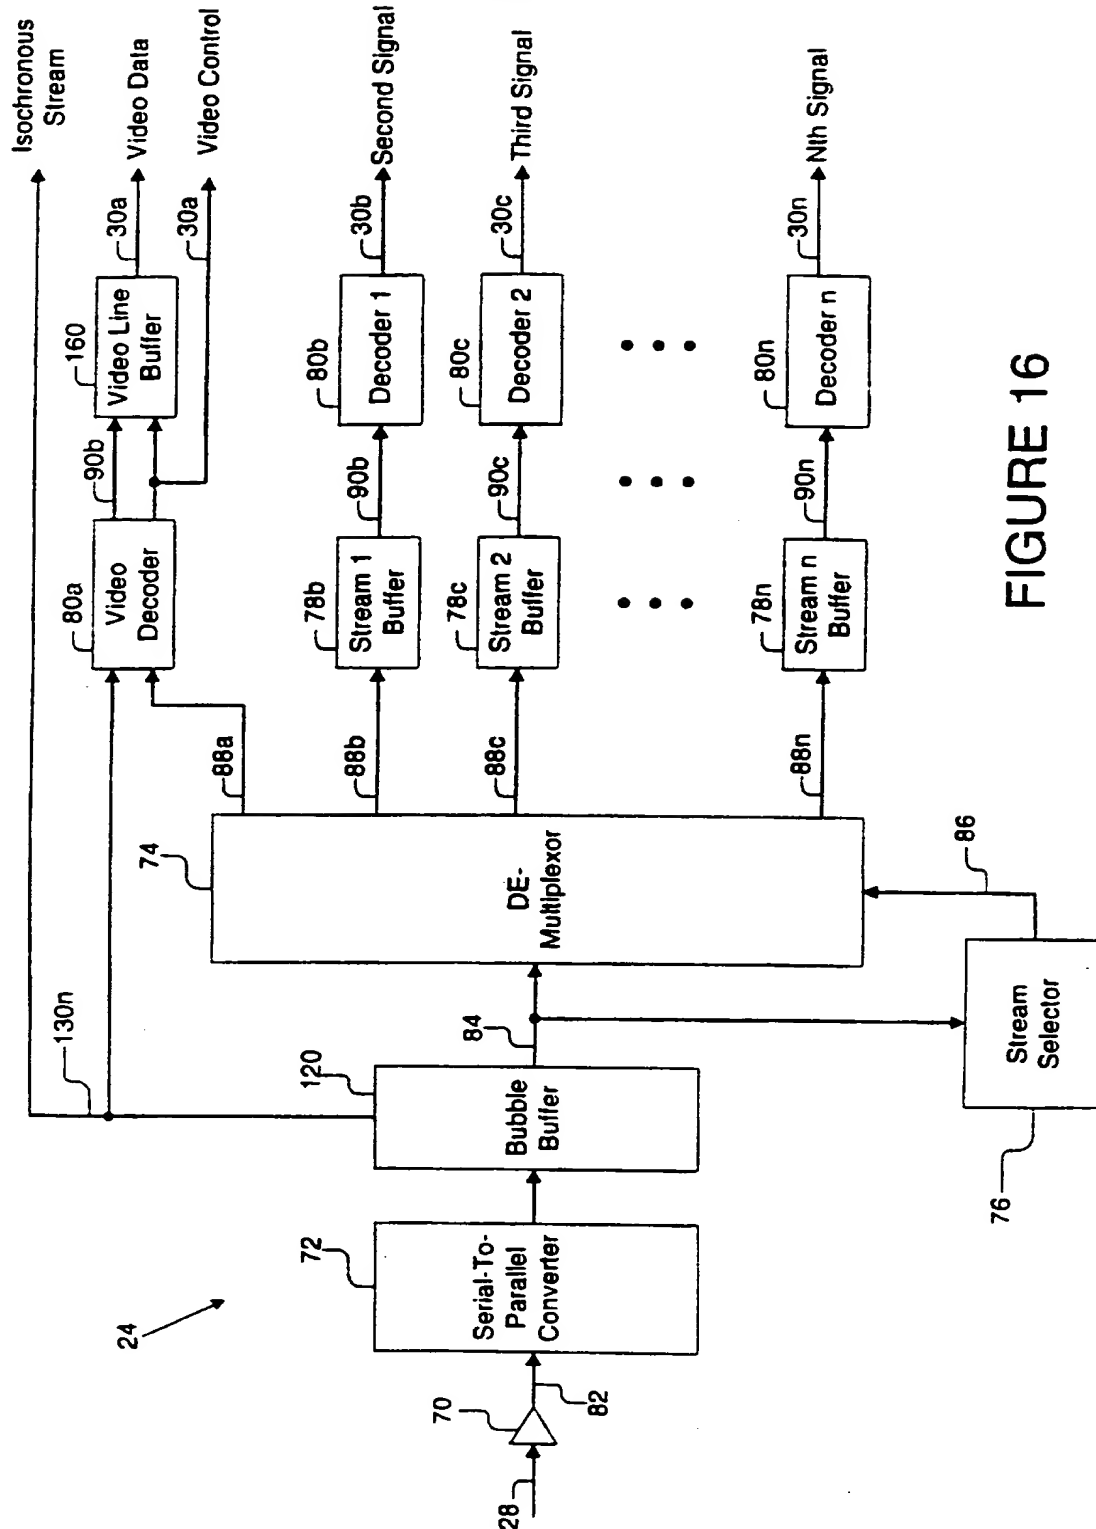 Isochronous
Stream
Video Data
Video Control
Second Signal
Third Signal
Nth Signal
30a
30a
30b
30c
30n
160
Video Line
Buffer
80b
Decoder 1
80c
Decoder 2
80n
Decoder n
90b
90b
90c
90n
80a
Video
Decoder
78b
Stream 1
Buffer
78c
Stream 2
Buffer
78n
Stream n
Buffer
88a
88b
88c
88n
74
DE-
Multiplexor
86
Stream
Selector
76
130n
84
120
Bubble
Buffer
72
Serial-To-
Parallel
Converter
24
70
82
28
FIGURE 16